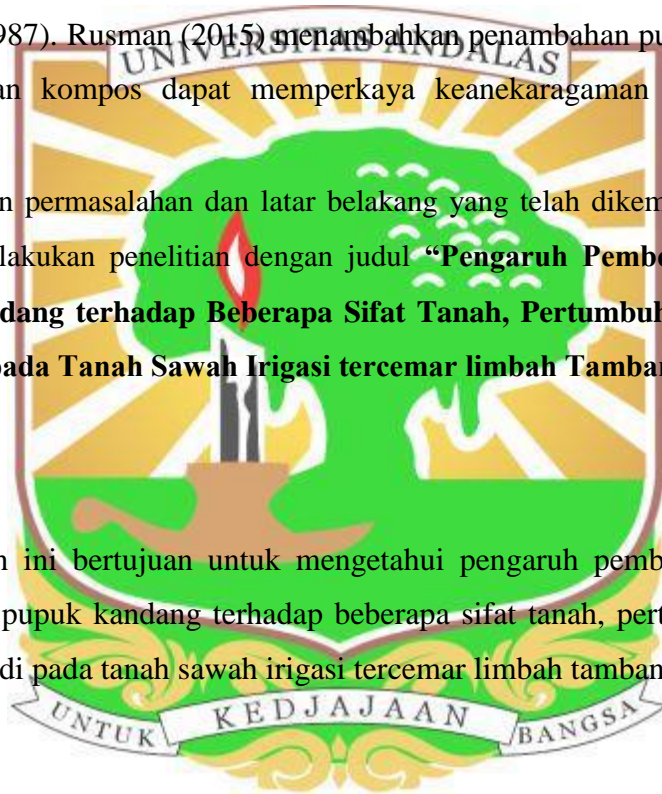 987). Rusman (2015) menambahkan penambahan pu
UNIVERSITAS ANDALAS
an kompos dapat memperkaya keanekaragaman
n permasalahan dan latar belakang yang telah dikem
lakukan penelitian dengan judul “Pengaruh Pembe
dang terhadap Beberapa Sifat Tanah, Pertumbuh
pada Tanah Sawah Irigasi tercemar limbah Tamban
n ini bertujuan untuk mengetahui pengaruh pemb
pupuk kandang terhadap beberapa sifat tanah, pert
di pada tanah sawah irigasi tercemar limbah tamban
UNTUK KEDJAJAAN BANGSA